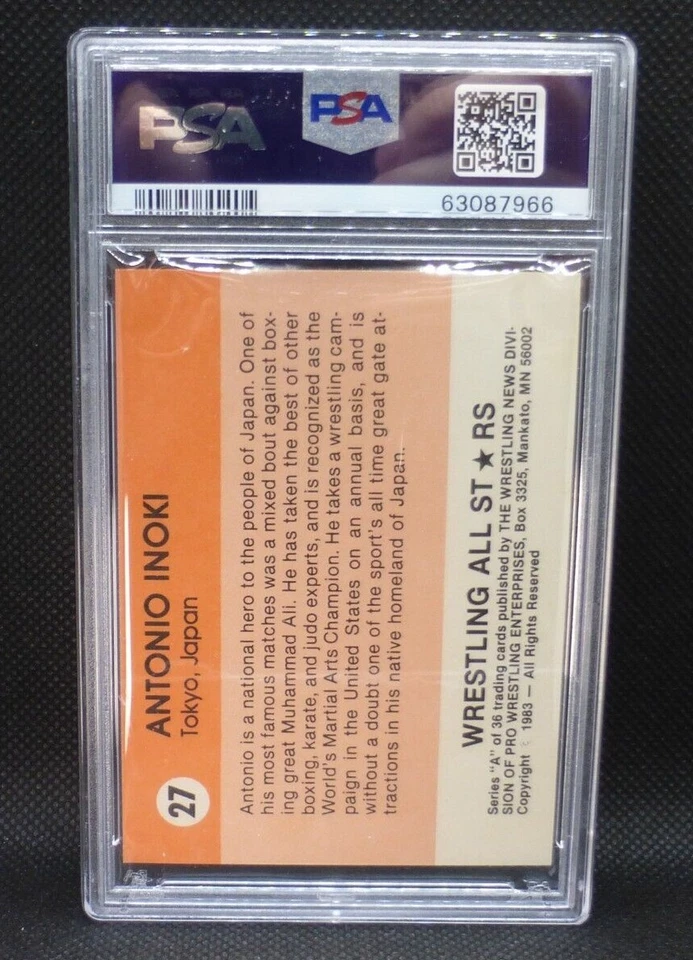 PSA
PSA
63087966
27
ANTONIO INOKI
Tokyo, Japan
Antonio is a national hero to the people of Japan. One of
his most famous matches was a mixed bout against box-
ing great Muhammad Ali. He has taken the best of other
boxing, karate, and judo experts, and is recognized as the
World's Martial Arts Champion. He takes a wrestling cam-
paign in the United States on an annual basis, and is
without a doubt one of the sport's all time great gate at-
tractions in his native homeland of Japan.
WRESTLING ALL ST★RS
Series "A" of 36 trading cards published by THE WRESTLING NEWS DIVI-
SION OF PRO WRESTLING ENTERPRISES, Box 3325, Mankato, MN 56002
Copyright 1983 — All Rights Reserved